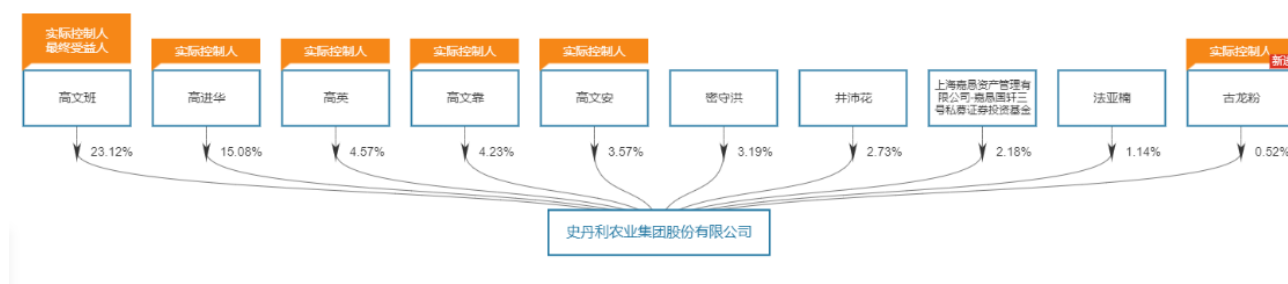 实际控制人
最终受益人
实际控制人
实际控制人
实际控制人
实际控制人
实际控制人
高文班
高进华
高英
高文靠
高文安
密守洪
井沛花
上海嘉恳资产管理有
限公司-嘉恳国轩三
号私募证券投资基金
法亚楠
古龙粉
23.12%
15.08%
4.57%
4.23%
3.57%
3.19%
2.73%
2.18%
1.14%
0.52%
史丹利农业集团股份有限公司